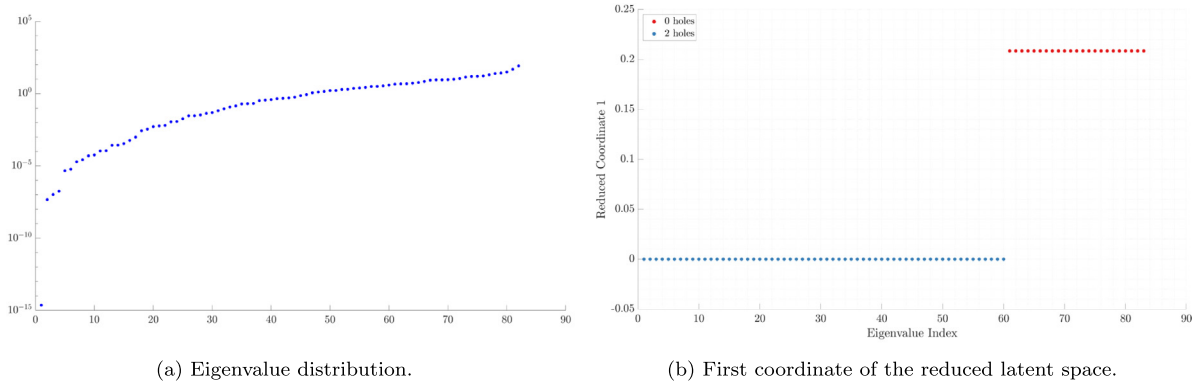 10^5
10^0
10^-5
10^-10
10^-15
0 10 20 30 40 50 60 70 80 90
(a) Eigenvalue distribution.
0 holes
2 holes
0.25
0.2
0.15
0.1
0.05
0
-0.05
Reduced Coordinate 1
0 10 20 30 40 50 60 70 80 90
Eigenvalue Index
(b) First coordinate of the reduced latent space.